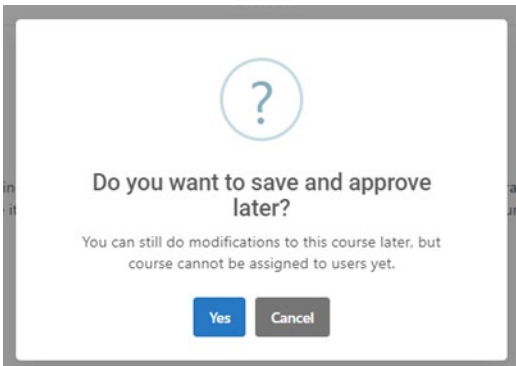 ?
Do you want to save and approve
later?
You can still do modifications to this course later, but
course cannot be assigned to users yet.
Yes
Cancel